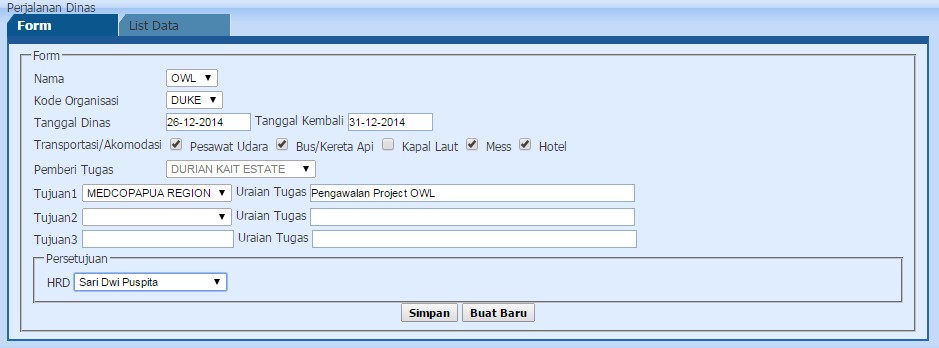 Perjalanan Dinas
Form List Data
Form
Nama OWL
Kode Organisasi DUKE
Tanggal Dinas 26-12-2014 Tanggal Kembali 31-12-2014
Transportasi/Akomodasi Pesawat Udara Bus/Kereta Api Kapal Laut Mess Hotel
Pemberi Tugas DURIAN KAIT ESTATE
Tujuan1 MEDCOPAPUA REGION Uraian Tugas Pengawalan Project OWL
Tujuan2 Uraian Tugas
Tujuan3 Uraian Tugas
Persetujuan
HRD Sari Dwi Puspita
Simpan Buat Baru